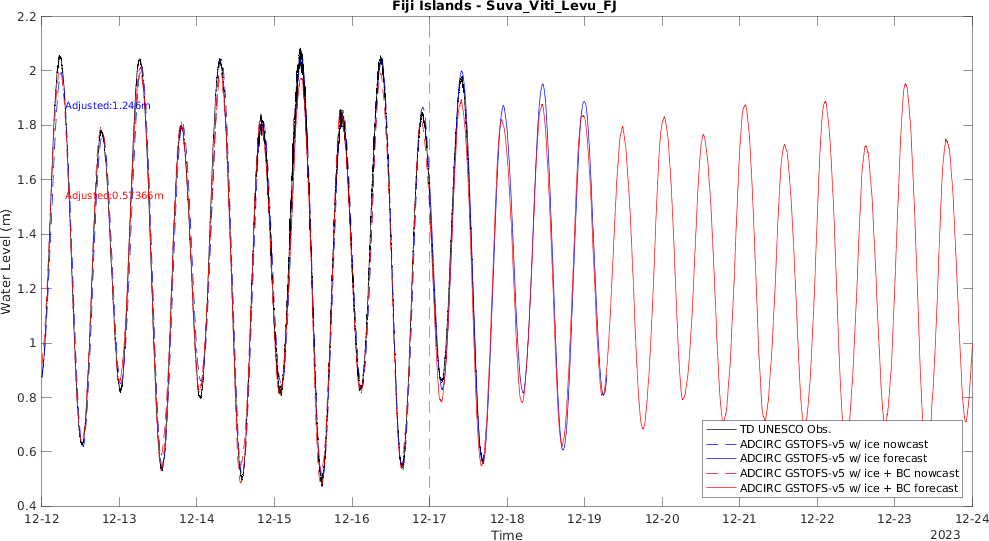 Fiji Islands - Suva_Viti_Levu_FJ
2.2
2
1.8
1.6
1.4
1.2
1
0.8
0.6
0.4
Water Level (m)
Adjusted:1.246m
Adjusted:0.57366m
TD UNESCO Obs.
ADCIRC GSTOFS-v5 w/ ice nowcast
ADCIRC GSTOFS-v5 w/ ice forecast
ADCIRC GSTOFS-v5 w/ ice + BC nowcast
ADCIRC GSTOFS-v5 w/ ice + BC forecast
12-12 12-13 12-14 12-15 12-16 12-17 12-18 12-19 12-20 12-21 12-22 12-23 12-24
Time
2023